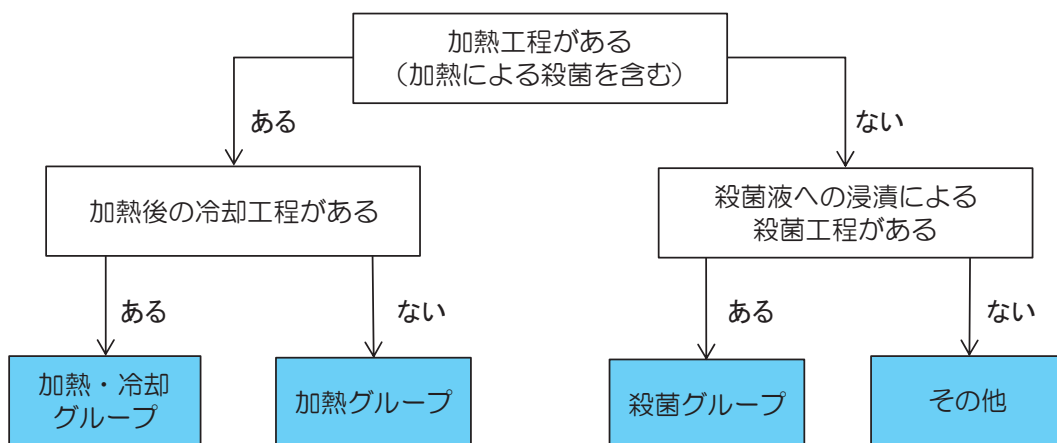 加熱工程がある
（加熱による殺菌を含む）
ある
ない
加熱後の冷却工程がある
殺菌液への浸漬による
殺菌工程がある
ある
ない
ある
ない
加熱・冷却
グループ
加熱グループ
殺菌グループ
その他